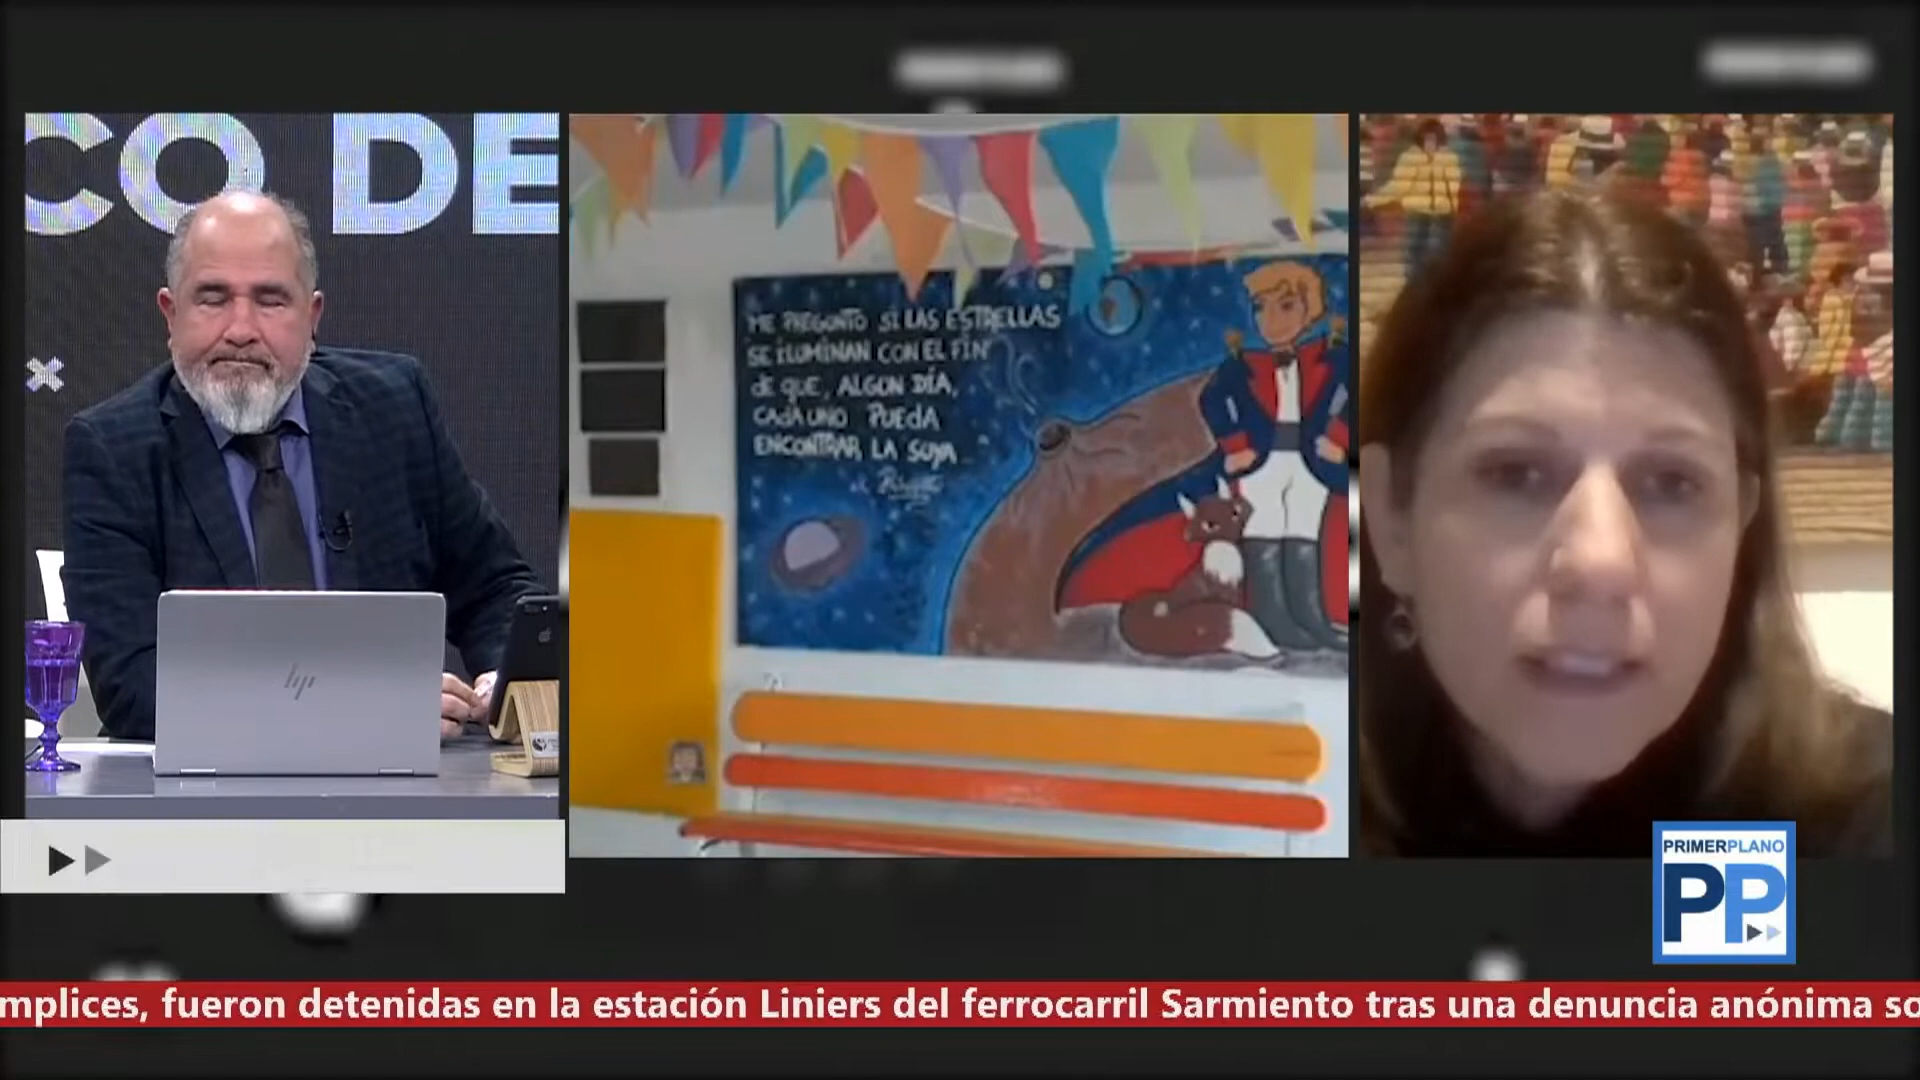 CO DE
ME PREGUNTO SI LAS ESTRELLAS
SE ILUMINAN CON EL FIN
DE QUE, ALGÚN DÍA,
CADA UNO PUEDA
ENCONTRAR LA SUYA
hp
PRIMERPLANO
PP
mplices, fueron detenidas en la estación Liniers del ferrocarril Sarmiento tras una denuncia anónima so